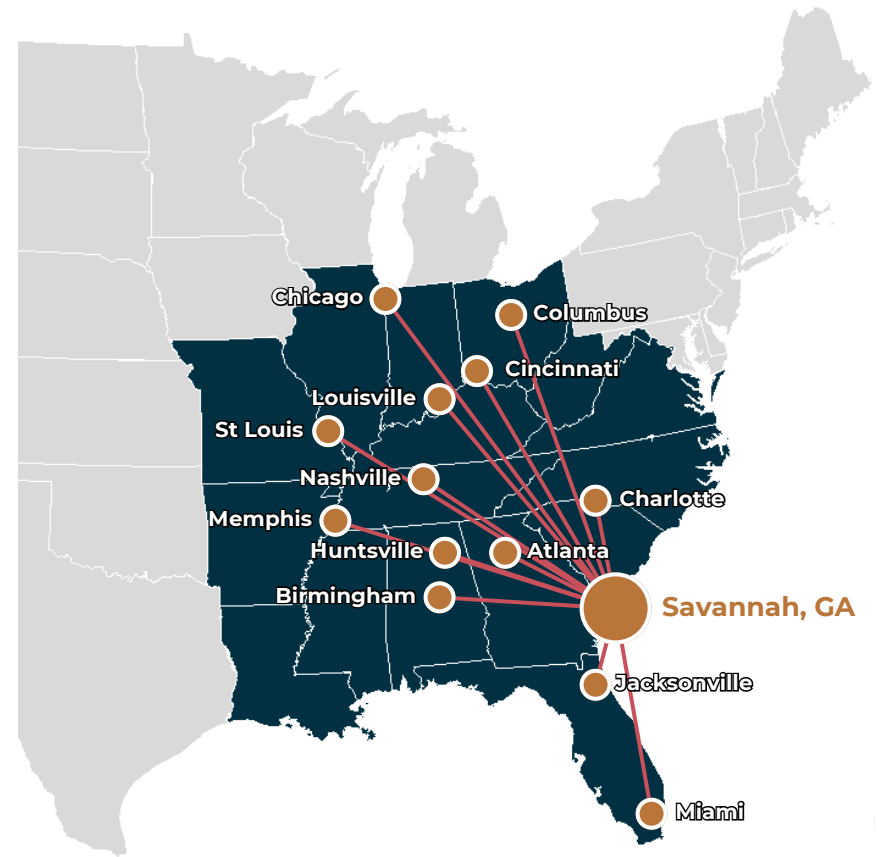 Chicago
Columbus
Cincinnati
Louisville
St Louis
Nashville
Charlotte
Memphis
Huntsville
Atlanta
Birmingham
Savannah, GA
Jacksonville
Miami